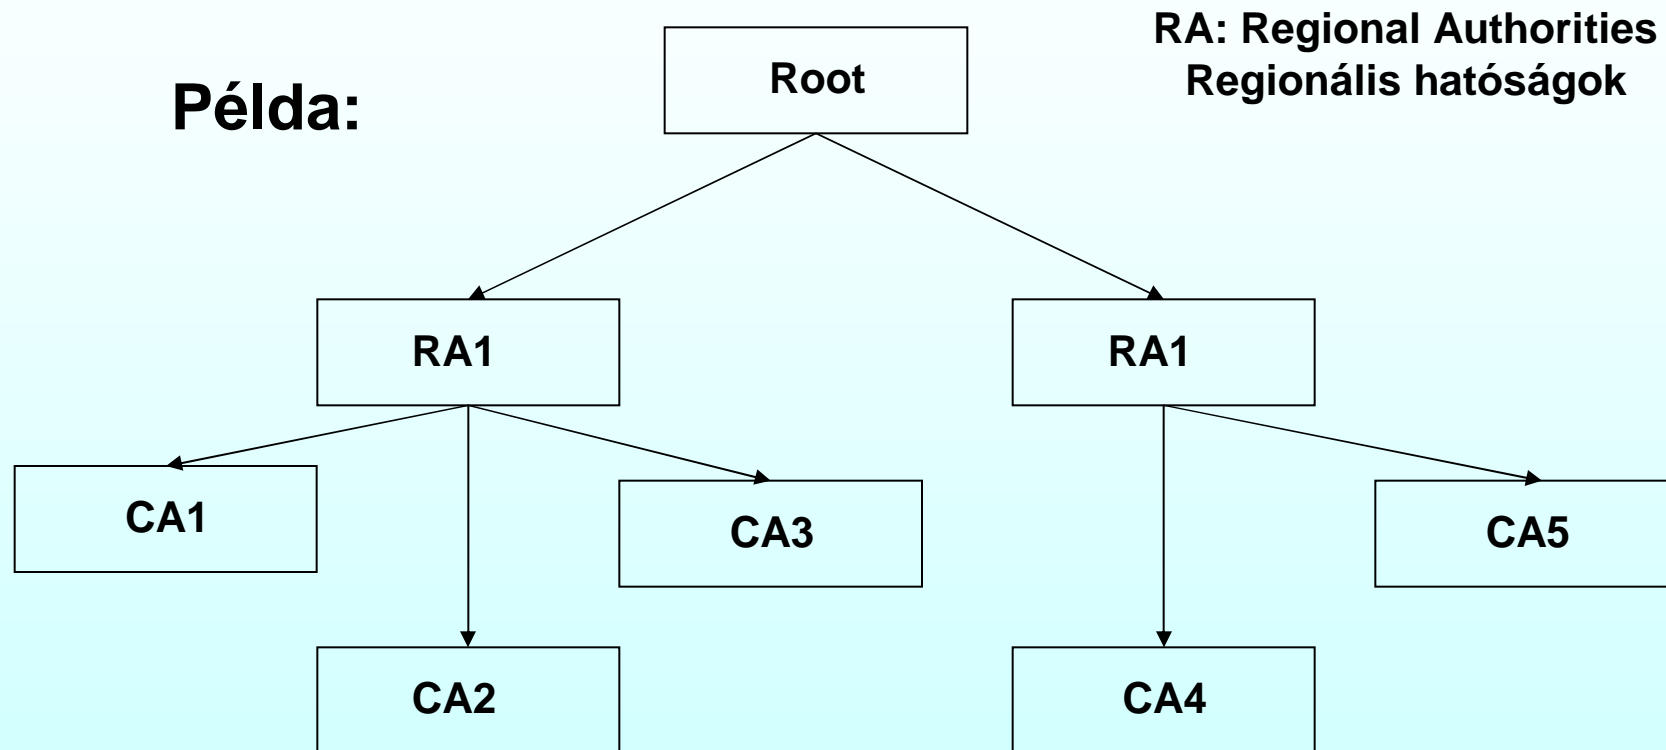 RA: Regional Authorities
Regionális hatóságok
Példa:
Root
RA1
RA1
CA1
CA3
CA5
CA2
CA4